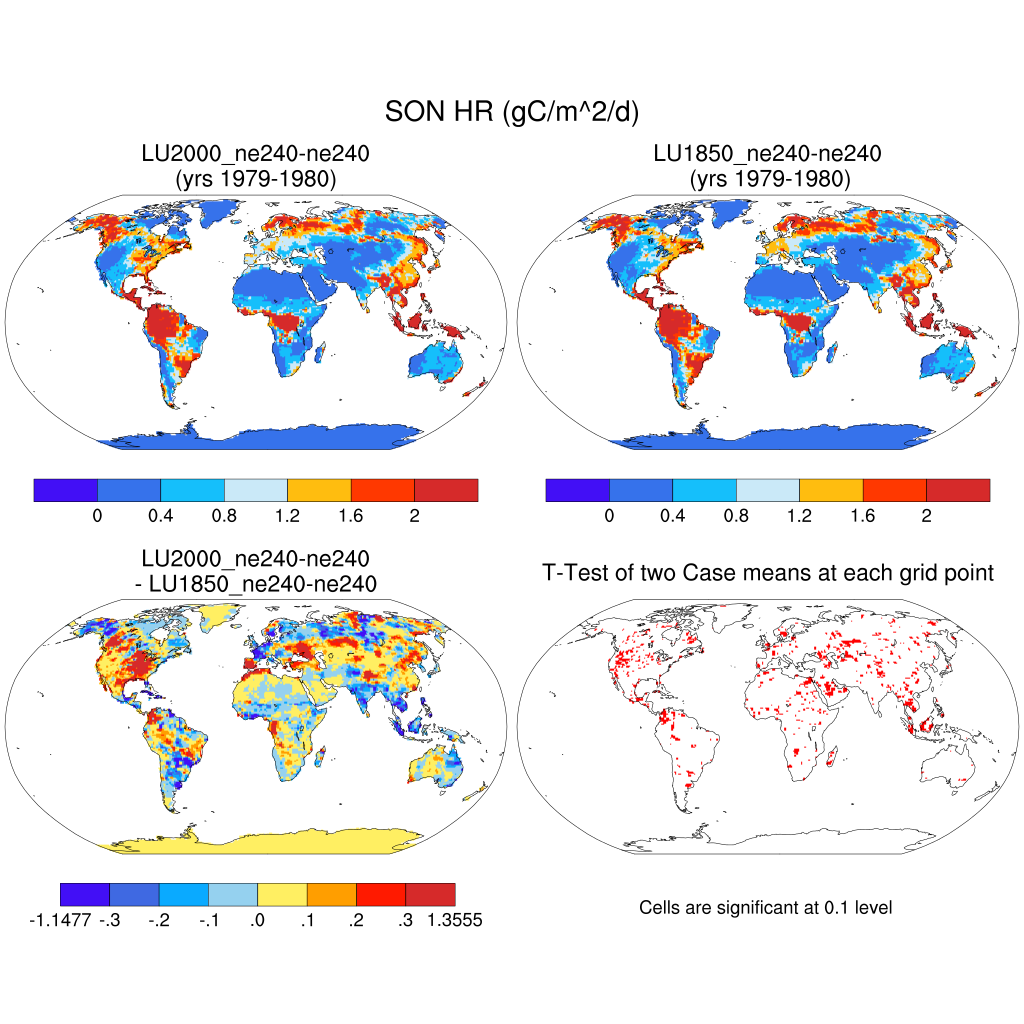 SON HR (gC/m^2/d)
LU2000_ne240-ne240
(yrs 1979-1980)
LU1850_ne240-ne240
(yrs 1979-1980)
0 0.4 0.8 1.2 1.6 2
0 0.4 0.8 1.2 1.6 2
LU2000_ne240-ne240
- LU1850_ne240-ne240
T-Test of two Case means at each grid point
-1.1477 -.3 -.2 -.1 .0 .1 .2 .3 1.3555
Cells are significant at 0.1 level